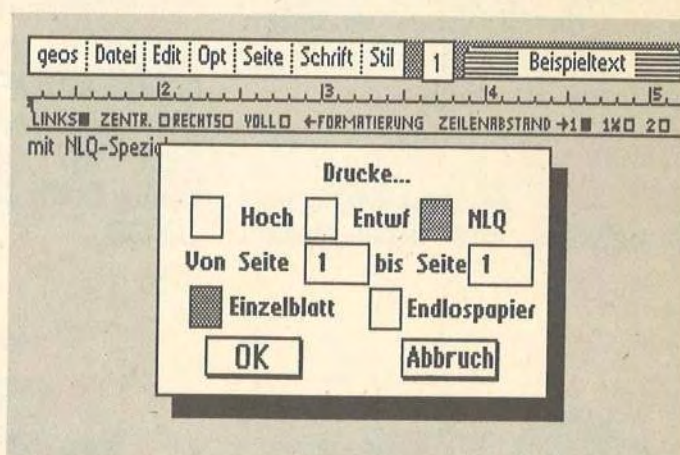 geos Datei Edit Opt Seite Schrift Stil 1 Beispieltext
2 3 4 5
LINKS ZENTR. RECHTS VOLL ←FORMATIERUNG ZEILENABSTAND →1 1½ 2
mit NLQ-Spezia
Drucke...
Hoch Entwf NLQ
Von Seite 1 bis Seite 1
Einzelblatt Endlospapier
OK Abbruch